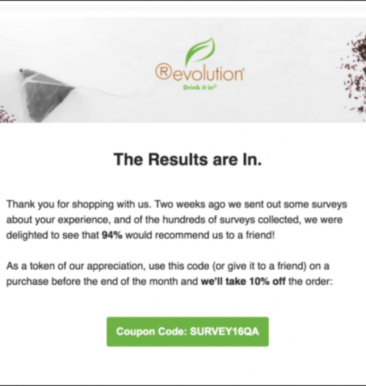 ®evolution
Drink it in®
The Results are In.
Thank you for shopping with us. Two weeks ago we sent out some surveys
about your experience, and of the hundreds of surveys collected, we were
delighted to see that 94% would recommend us to a friend!
As a token of our appreciation, use this code (or give it to a friend) on a
purchase before the end of the month and we'll take 10% off the order:
Coupon Code: SURVEY16QA